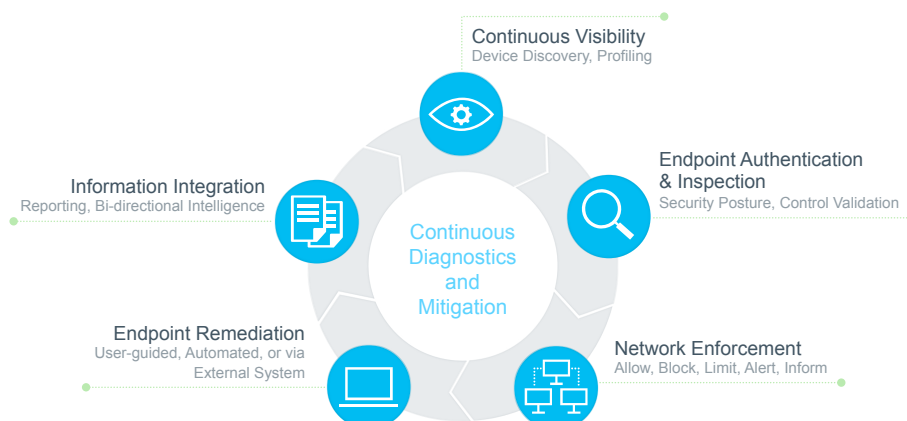 Continuous Visibility
Device Discovery, Profiling
Endpoint Authentication
& Inspection
Security Posture, Control Validation
Information Integration
Reporting, Bi-directional Intelligence
Continuous
Diagnostics
and
Mitigation
Endpoint Remediation
User-guided, Automated, or via
External System
Network Enforcement
Allow, Block, Limit, Alert, Inform